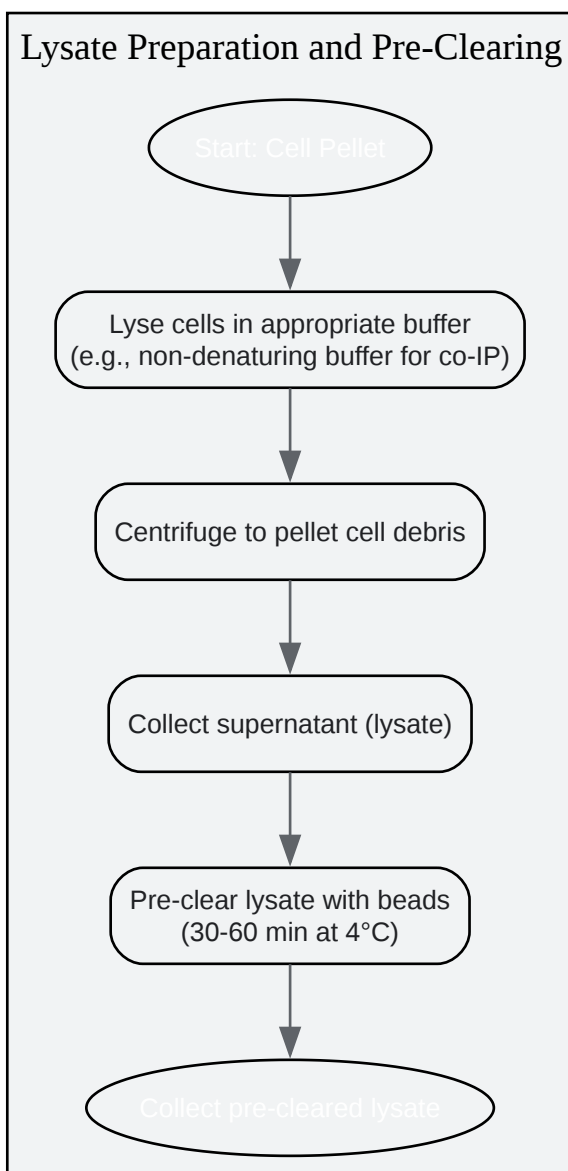 Lysate Preparation and Pre-Clearing
Start: Cell Pellet
Lyse cells in appropriate buffer
(e.g., non-denaturing buffer for co-IP)
Centrifuge to pellet cell debris
Collect supernatant (lysate)
Pre-clear lysate with beads
(30-60 min at 4°C)
Collect pre-cleared lysate